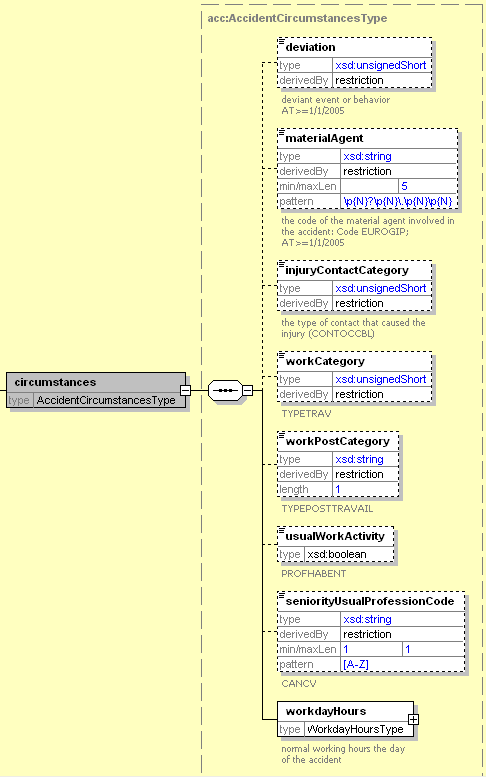 acc:AccidentCircumstancesType
deviation
type xsd:unsignedShort
derivedBy restriction
deviant event or behavior
AT>=1/1/2005
materialAgent
type xsd:string
derivedBy restriction
min/maxLen 5
pattern \p{N}?\p{N}\.\p{N}\p{N}
the code of the material agent involved in
the accident: Code EUROGIP;
AT>=1/1/2005
injuryContactCategory
type xsd:unsignedShort
derivedBy restriction
the type of contact that caused the
injury (CONTOCCBL)
circumstances
type AccidentCircumstancesType
workCategory
type xsd:unsignedShort
derivedBy restriction
TYPETRAV
workPostCategory
type xsd:string
derivedBy restriction
length 1
TYPEPOSTTRAVAIL
usualWorkActivity
type xsd:boolean
PROFHABENT
seniorityUsualProfessionCode
type xsd:string
derivedBy restriction
min/maxLen 1 1
pattern [A-Z]
CANCV
workdayHours
type WorkdayHoursType
normal working hours the day
of the accident